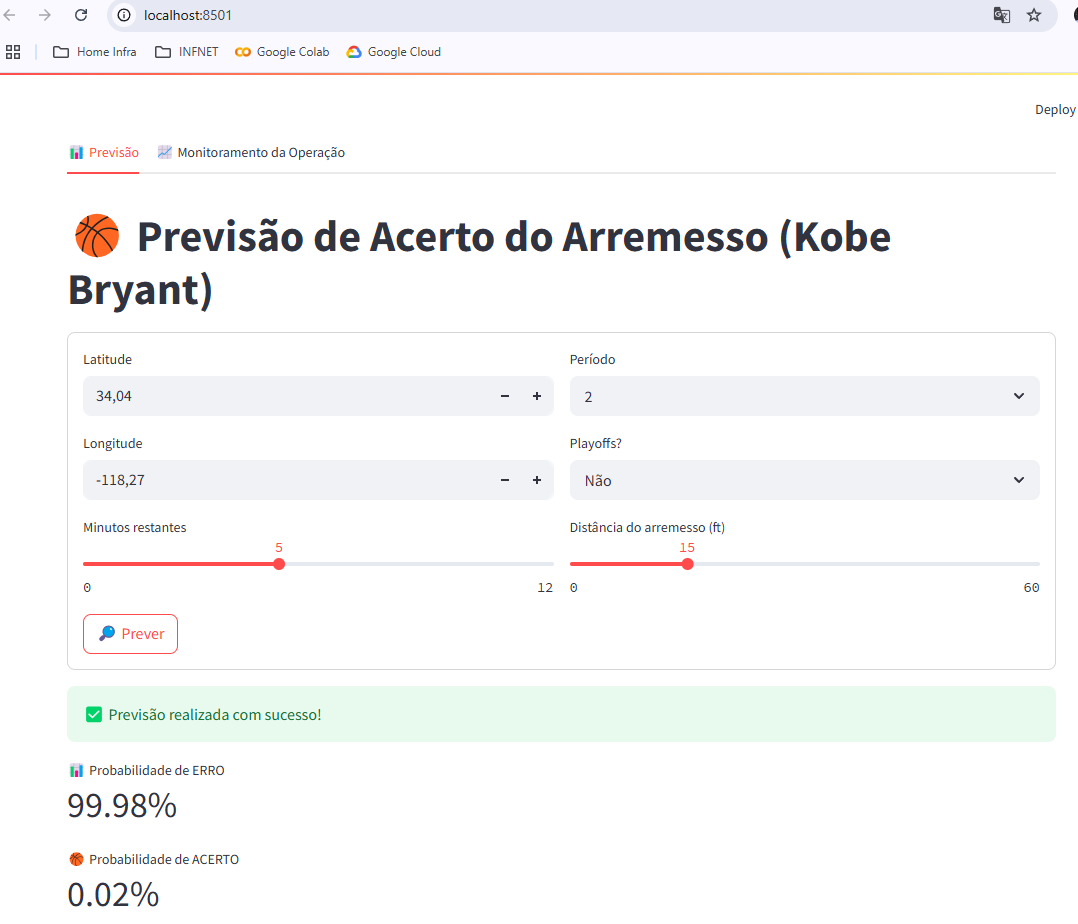 localhost:8501
Home Infra INFNET Google Colab Google Cloud
Deploy
Previsão Monitoramento da Operação
Previsão de Acerto do Arremesso (Kobe
Bryant)
Latitude
34,04
Período
2
Longitude
-118,27
Playoffs?
Não
Minutos restantes
5
0 12
Distância do arremesso (ft)
15
0 60
Prever
Previsão realizada com sucesso!
Probabilidade de ERRO
99.98%
Probabilidade de ACERTO
0.02%